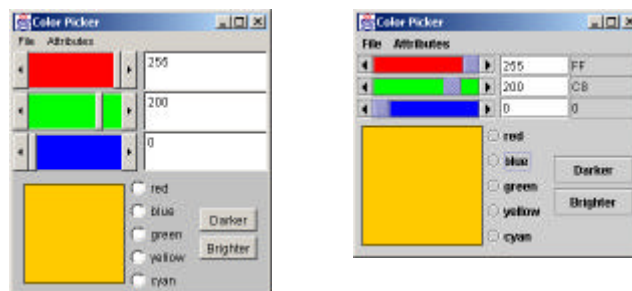 Color Picker
File Attributes
255
200
0
red
blue
green
yellow
cyan
Darker
Brighter
Color Picker
File Attributes
255 FF
200 C8
0 0
red
blue
green
yellow
cyan
Darker
Brighter